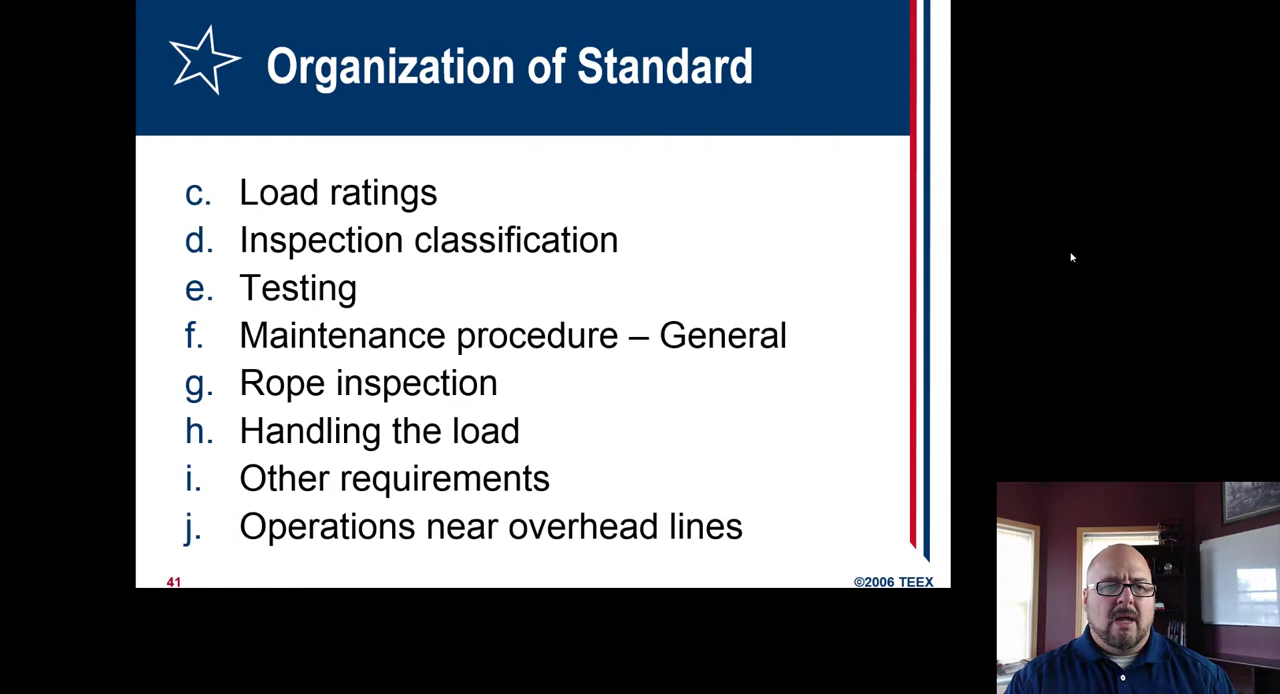 Organization of Standard
c. Load ratings
d. Inspection classification
e. Testing
f. Maintenance procedure – General
g. Rope inspection
h. Handling the load
i. Other requirements
j. Operations near overhead lines
41
©2006 TEEX